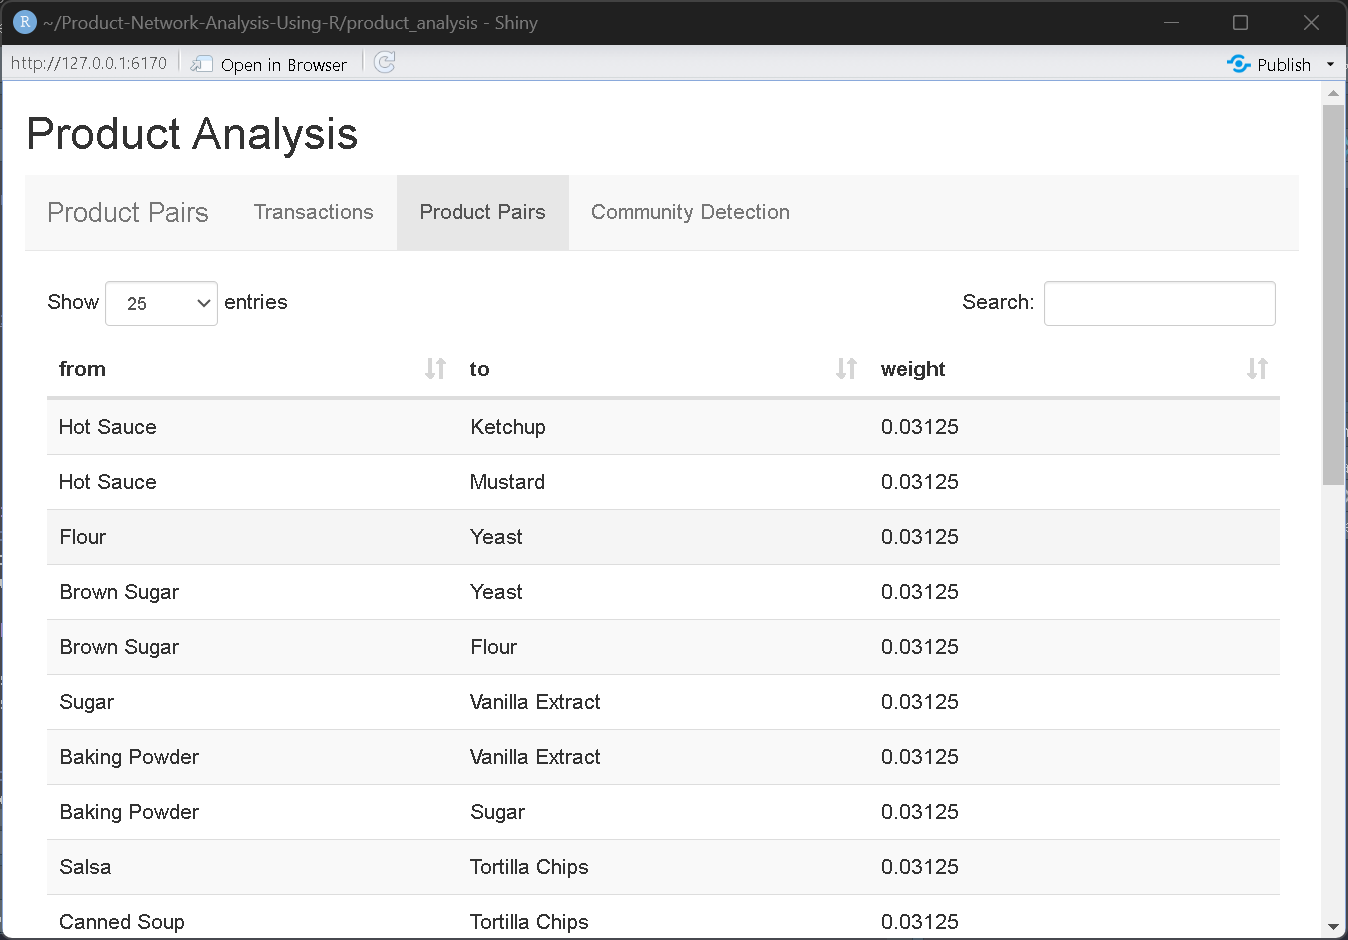 R ~/Product-Network-Analysis-Using-R/product_analysis - Shiny
http://127.0.0.1:6170 Open in Browser Publish
Product Analysis
Product Pairs Transactions Product Pairs Community Detection
Show 25 entries Search:
from to weight
Hot Sauce Ketchup 0.03125
Hot Sauce Mustard 0.03125
Flour Yeast 0.03125
Brown Sugar Yeast 0.03125
Brown Sugar Flour 0.03125
Sugar Vanilla Extract 0.03125
Baking Powder Vanilla Extract 0.03125
Baking Powder Sugar 0.03125
Salsa Tortilla Chips 0.03125
Canned Soup Tortilla Chips 0.03125